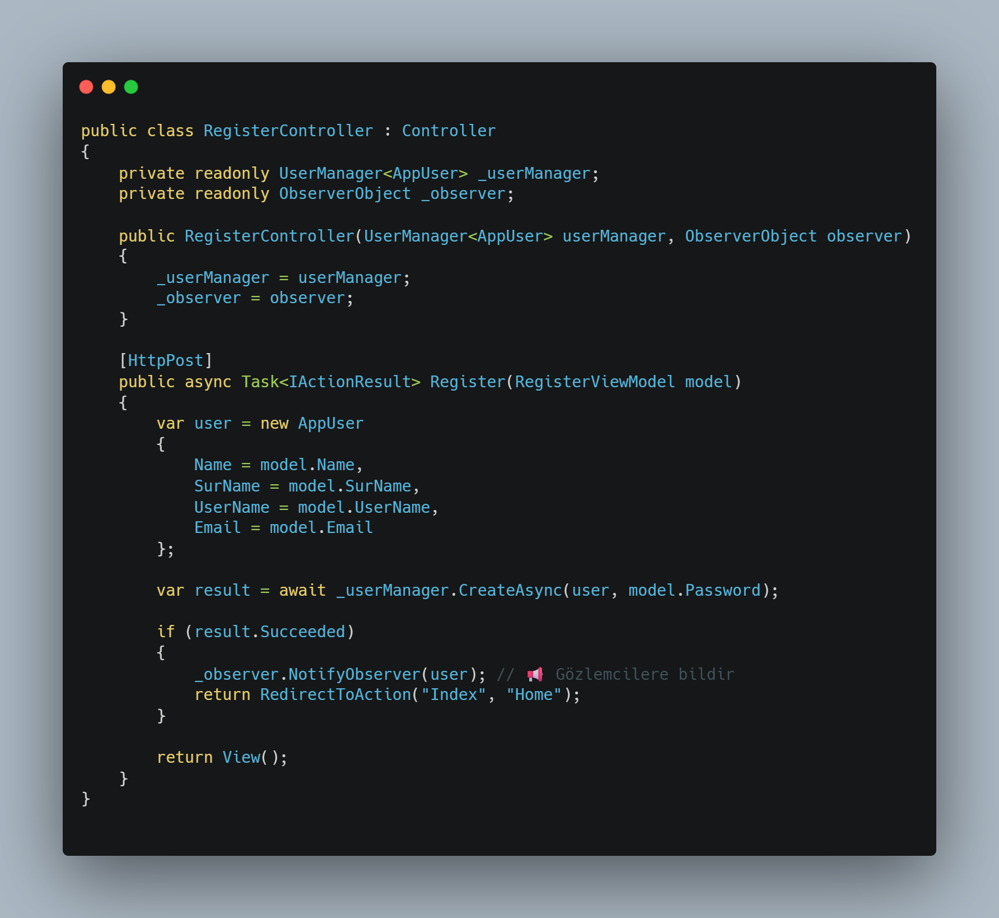 public class RegisterController : Controller
{
    private readonly UserManager<AppUser> _userManager;
    private readonly ObserverObject _observer;

    public RegisterController(UserManager<AppUser> userManager, ObserverObject observer)
    {
        _userManager = userManager;
        _observer = observer;
    }

    [HttpPost]
    public async Task<IActionResult> Register(RegisterViewModel model)
    {
        var user = new AppUser
        {
            Name = model.Name,
            SurName = model.SurName,
            UserName = model.UserName,
            Email = model.Email
        };

        var result = await _userManager.CreateAsync(user, model.Password);

        if (result.Succeeded)
        {
            _observer.NotifyObserver(user); // 📢 Gözlemcilere bildir
            return RedirectToAction("Index", "Home");
        }

        return View();
    }
}